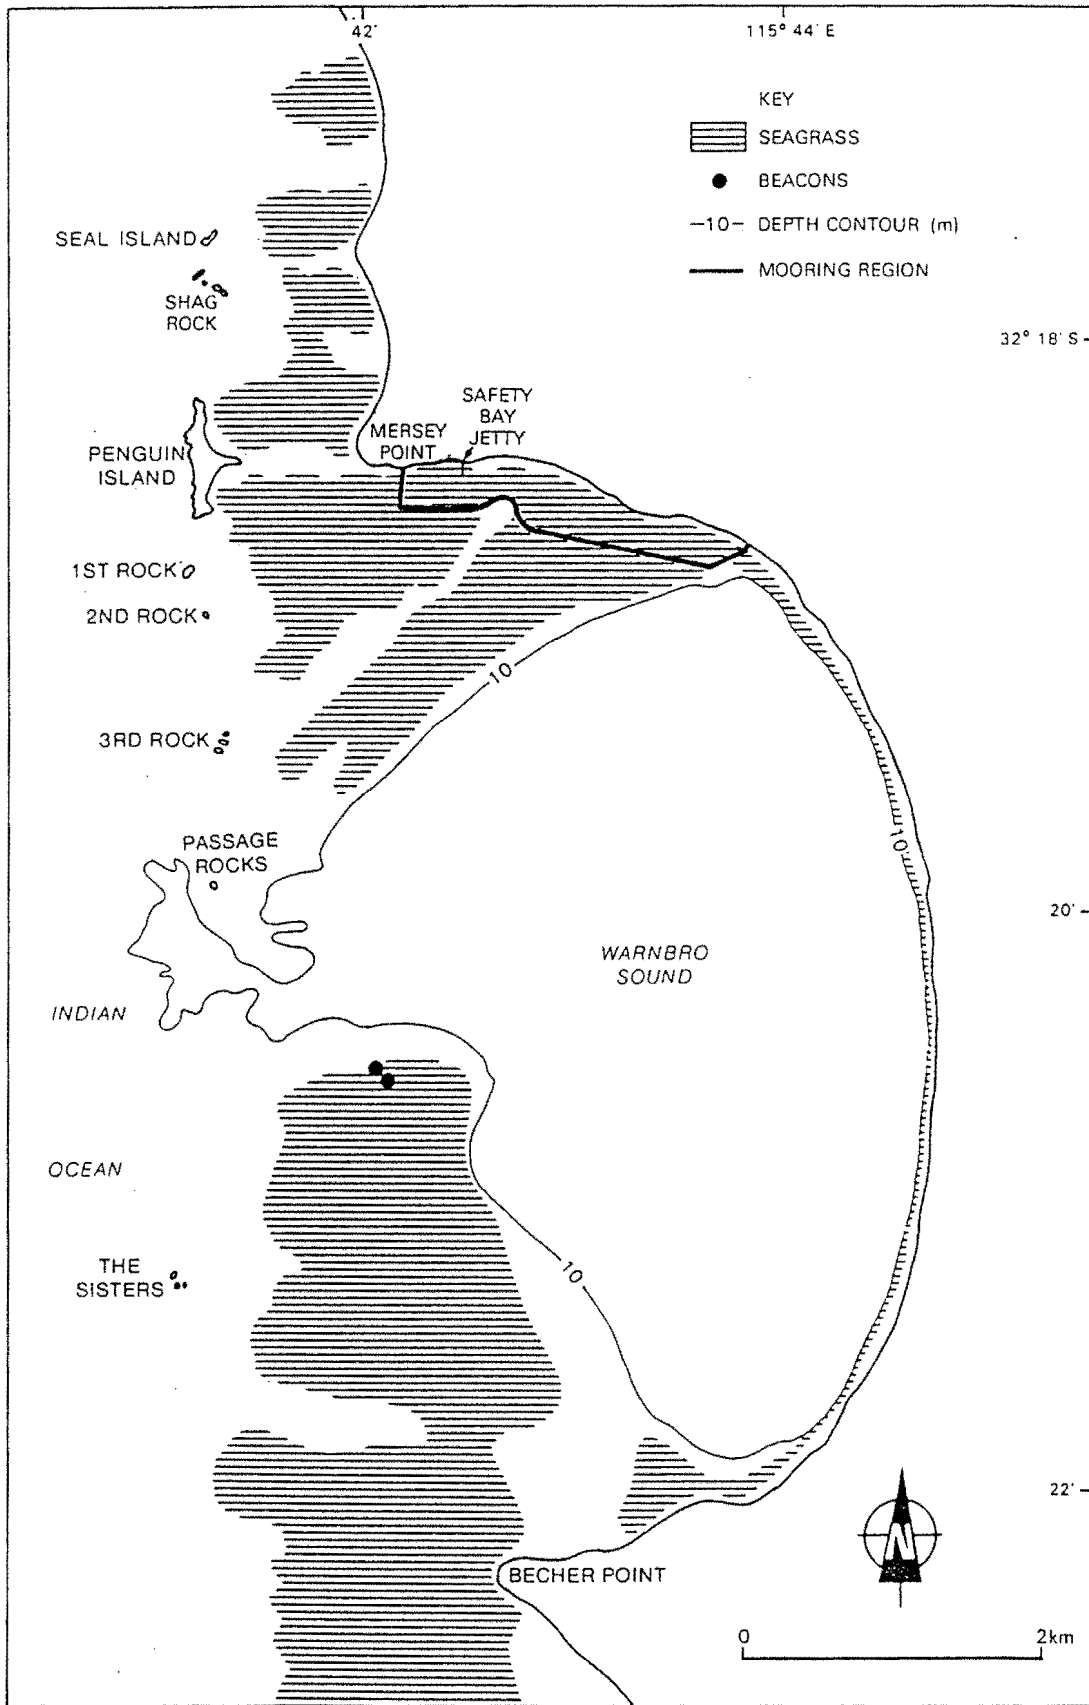 42'
115° 44' E
KEY
SEAGRASS
BEACONS
–10– DEPTH CONTOUR (m)
MOORING REGION
SEAL ISLAND
SHAG
ROCK
32° 18' S
SAFETY
BAY
JETTY
MERSEY
POINT
PENGUIN
ISLAND
1ST ROCK
2ND ROCK
10
3RD ROCK
PASSAGE
ROCKS
10
20'
WARNBRO
SOUND
INDIAN
OCEAN
THE
SISTERS
10
22'
N
BECHER POINT
0 2km